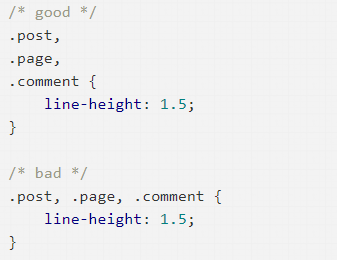 /* good */
.post,
.page,
.comment {
    line-height: 1.5;
}

/* bad */
.post, .page, .comment {
    line-height: 1.5;
}